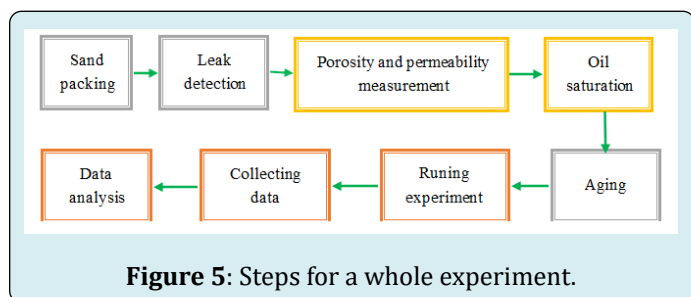 Sand
packing
Leak
detection
Porosity and permeability
measurement
Oil
saturation
Data
analysis
Collecting
data
Runing
experiment
Aging
Figure 5: Steps for a whole experiment.